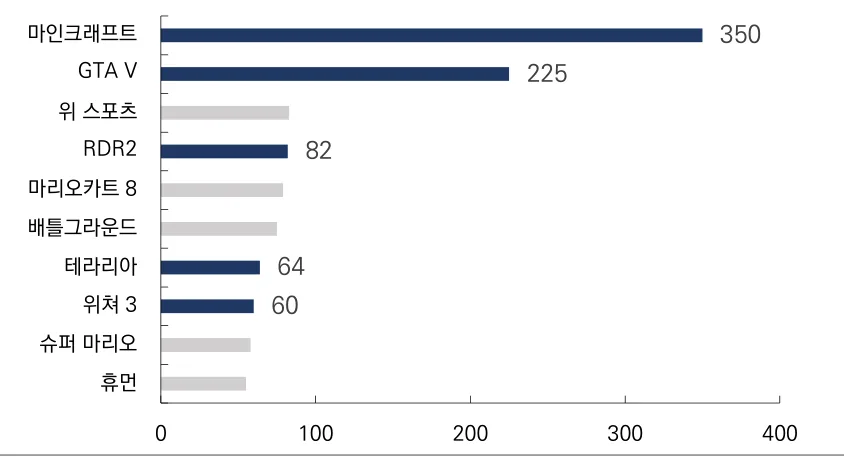 마인크래프트 350
GTA V 225
위 스포츠
RDR2 82
마리오카트 8
배틀그라운드
테라리아 64
위쳐 3 60
슈퍼 마리오
휴먼
0 100 200 300 400